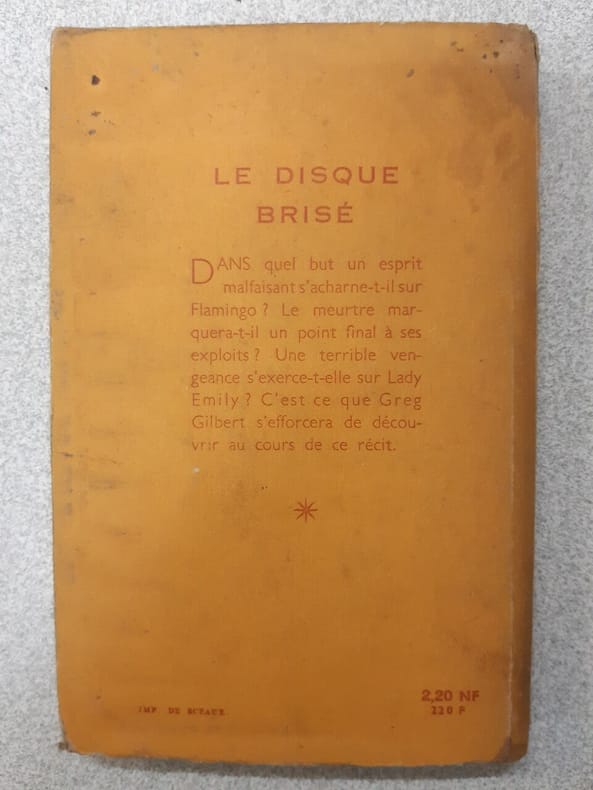 LE DISQUE
BRISÉ
DANS quel but un esprit
malfaisant s'acharne-t-il sur
Flamingo ? Le meurtre mar-
quera-t-il un point final à ses
exploits ? Une terrible ven-
geance s'exerce-t-elle sur Lady
Emily ? C'est ce que Greg
Gilbert s'efforcera de décou-
vrir au cours de ce récit.
2,20 NF
IMP. DE SCEAUX
220 F